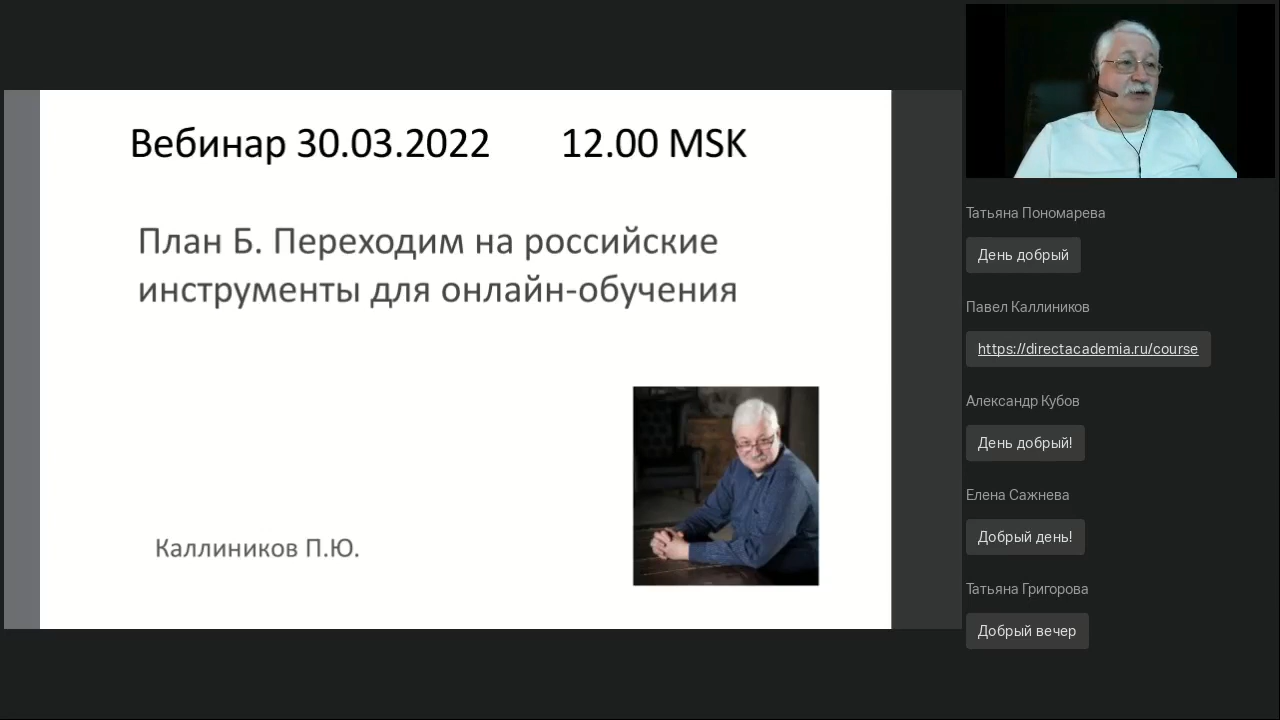 Вебинар 30.03.2022 12.00 MSK
План Б. Переходим на российские
инструменты для онлайн-обучения
Каллиников П.Ю.
Татьяна Пономарева
День добрый
Павел Каллиников
https://directacademia.ru/course
Александр Кубов
День добрый!
Елена Сажнева
Добрый день!
Татьяна Григорова
Добрый вечер